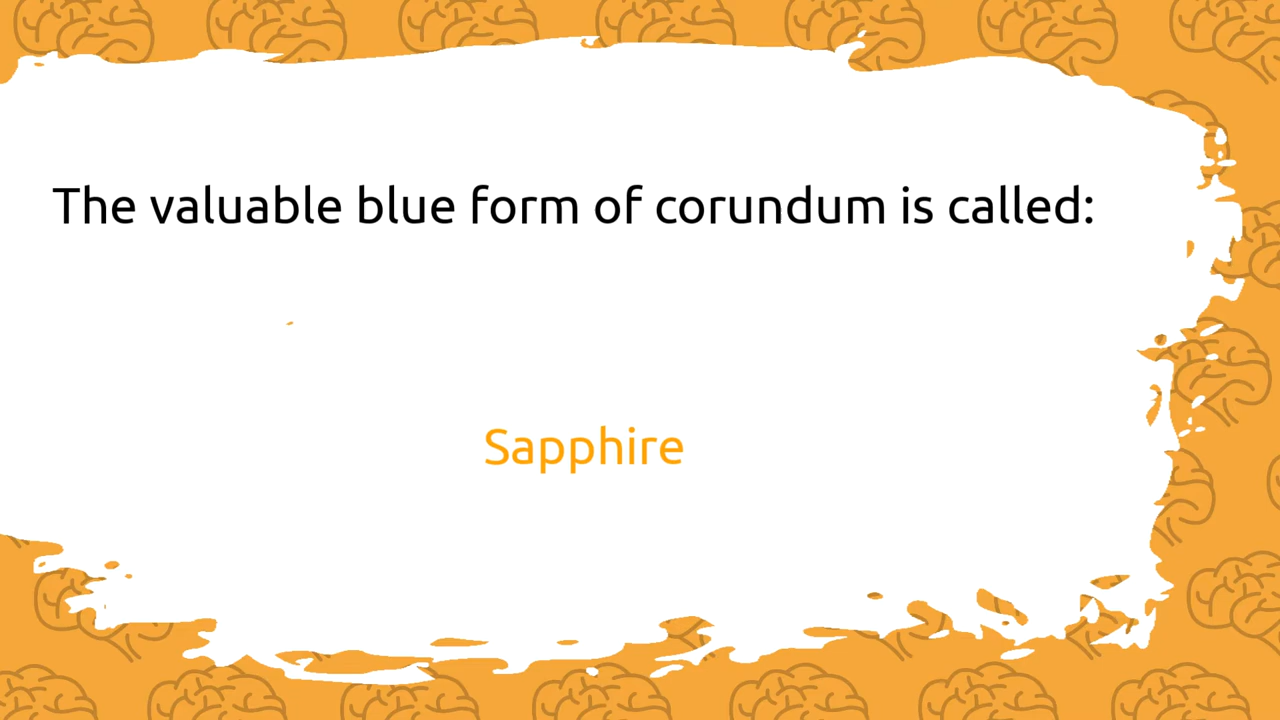 The valuable blue form of corundum is called:
Sapphire